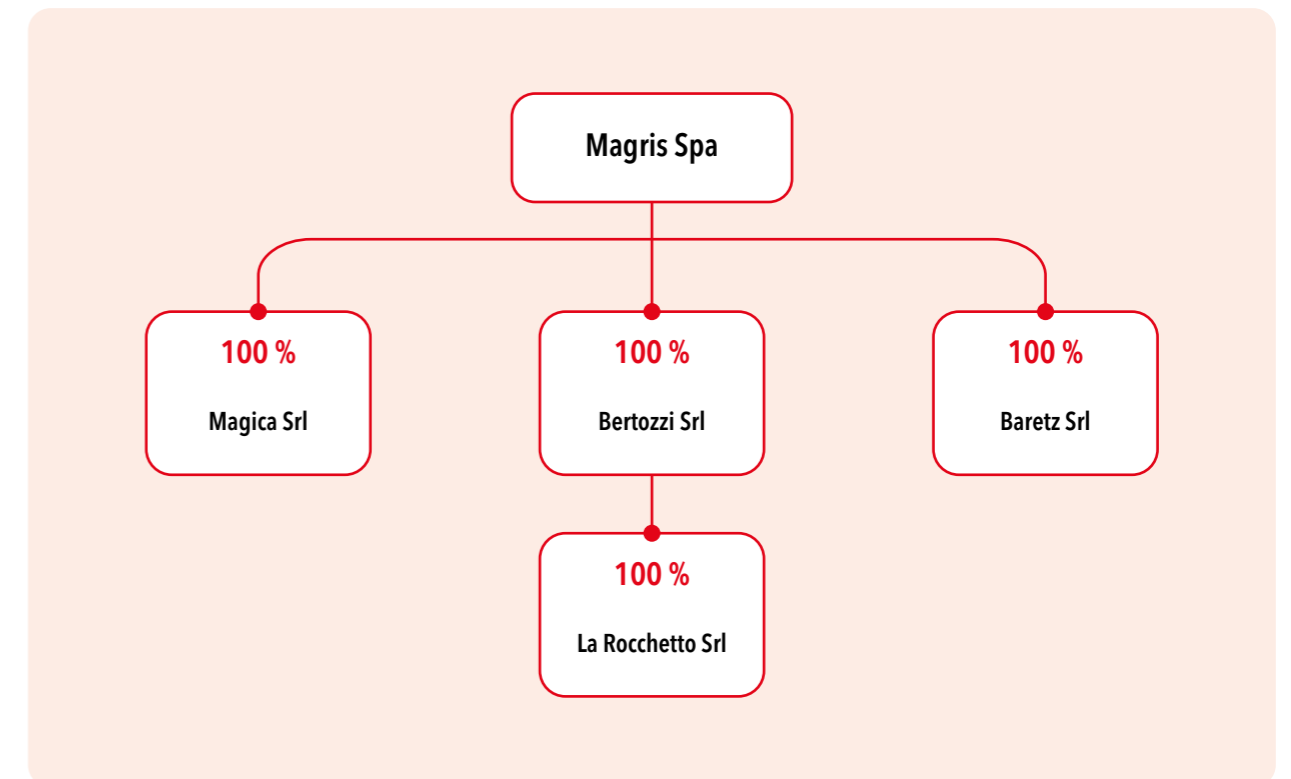 Magris Spa
100 %
Magica Srl
100 %
Bertozzi Srl
100 %
Baretz Srl
100 %
La Rocchetto Srl